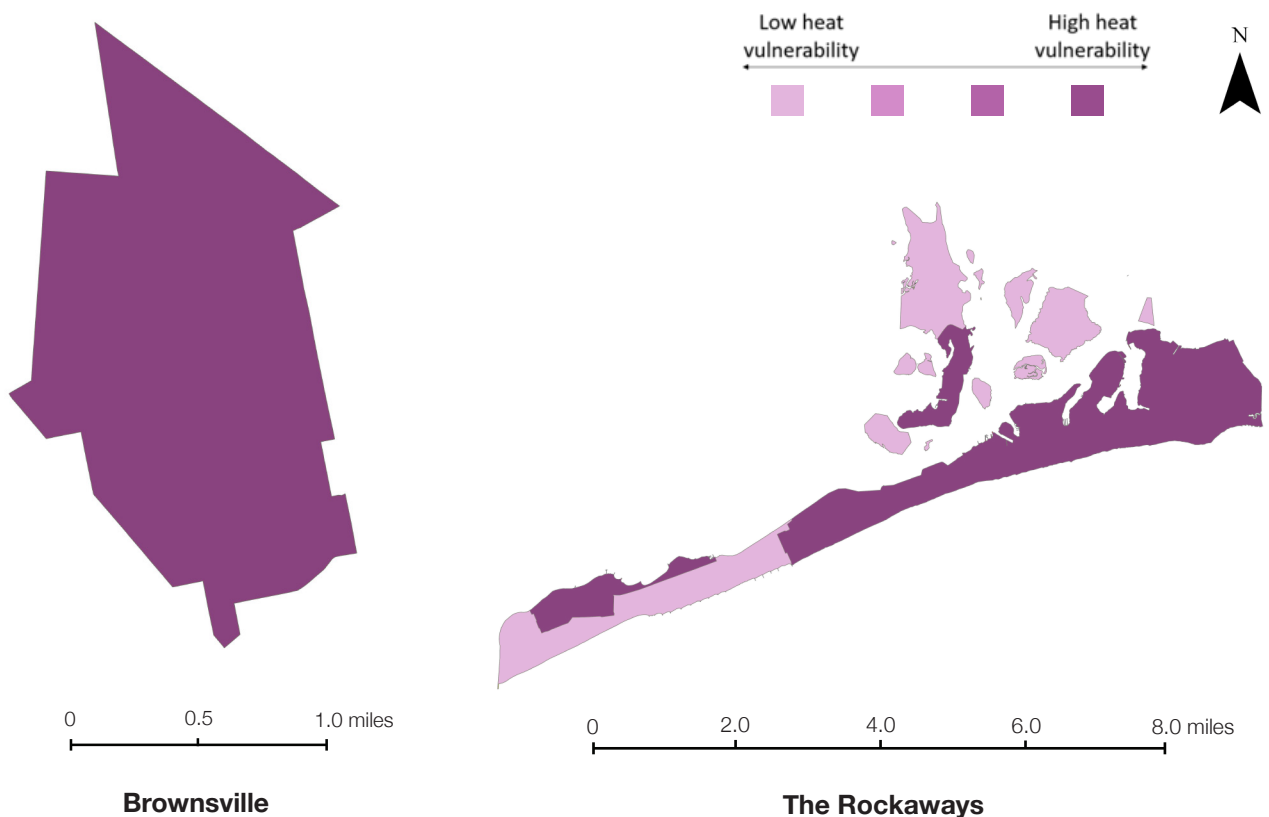 Low heat
vulnerability
High heat
vulnerability
N
0 0.5 1.0 miles
0 2.0 4.0 6.0 8.0 miles
Brownsville
The Rockaways